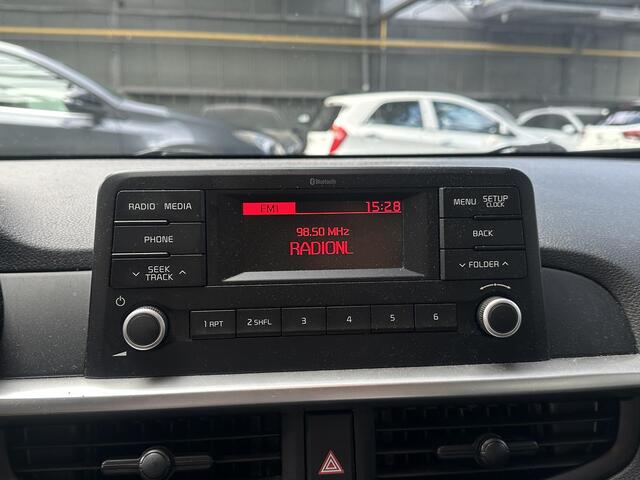 Bluetooth
RADIO MEDIA
PHONE
SEEK
TRACK
FM1 15:28
98.50 MHz
RADIONL
MENU SETUP
CLOCK
BACK
FOLDER
1 RPT 2 SHFL 3 4 5 6